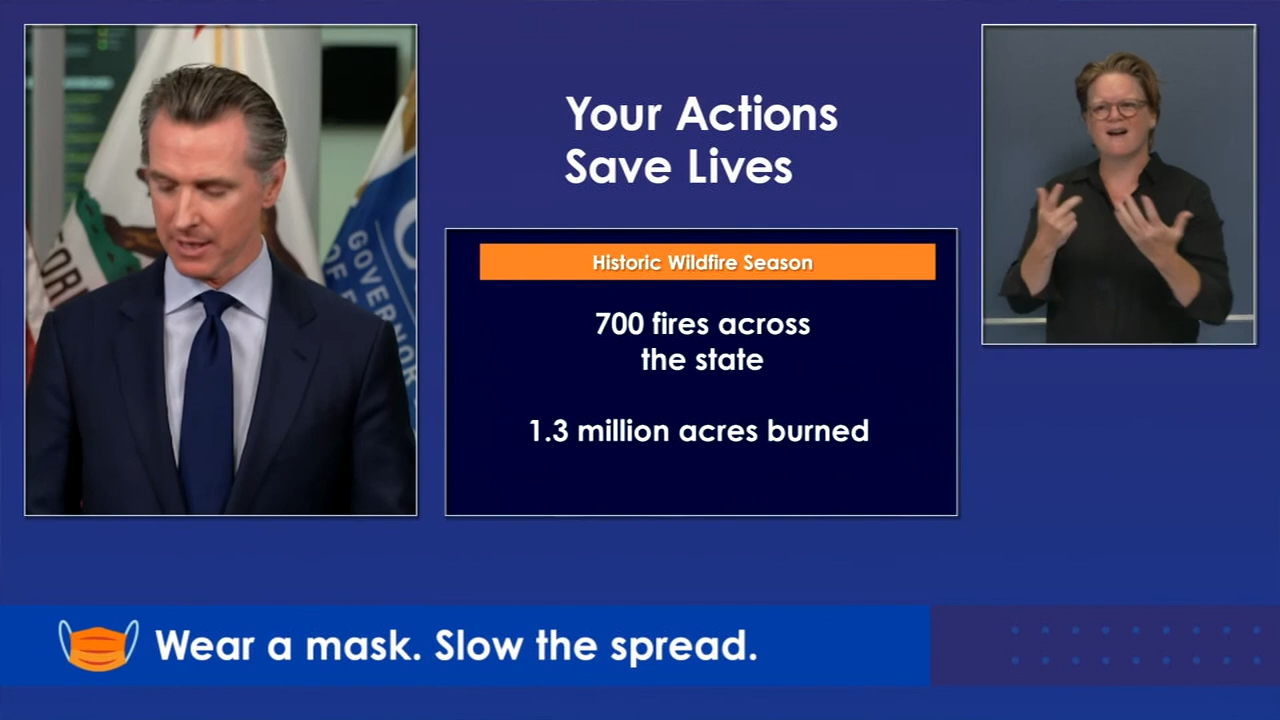 Your Actions
Save Lives
Historic Wildfire Season
700 fires across
the state
1.3 million acres burned
GOVERNOR
Wear a mask. Slow the spread.